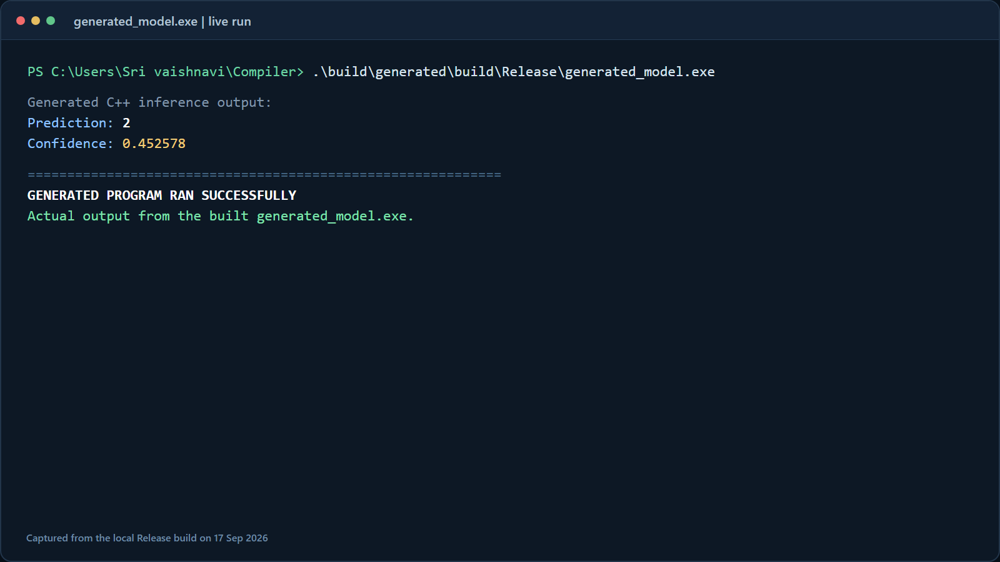 generated_model.exe | live run
PS C:\Users\Sri vaishnavi\Compiler> .\build\generated\build\Release\generated_model.exe
Generated C++ inference output:
Prediction: 2
Confidence: 0.452578
============================================================
GENERATED PROGRAM RAN SUCCESSFULLY
Actual output from the built generated_model.exe.
Captured from the local Release build on 17 Sep 2026